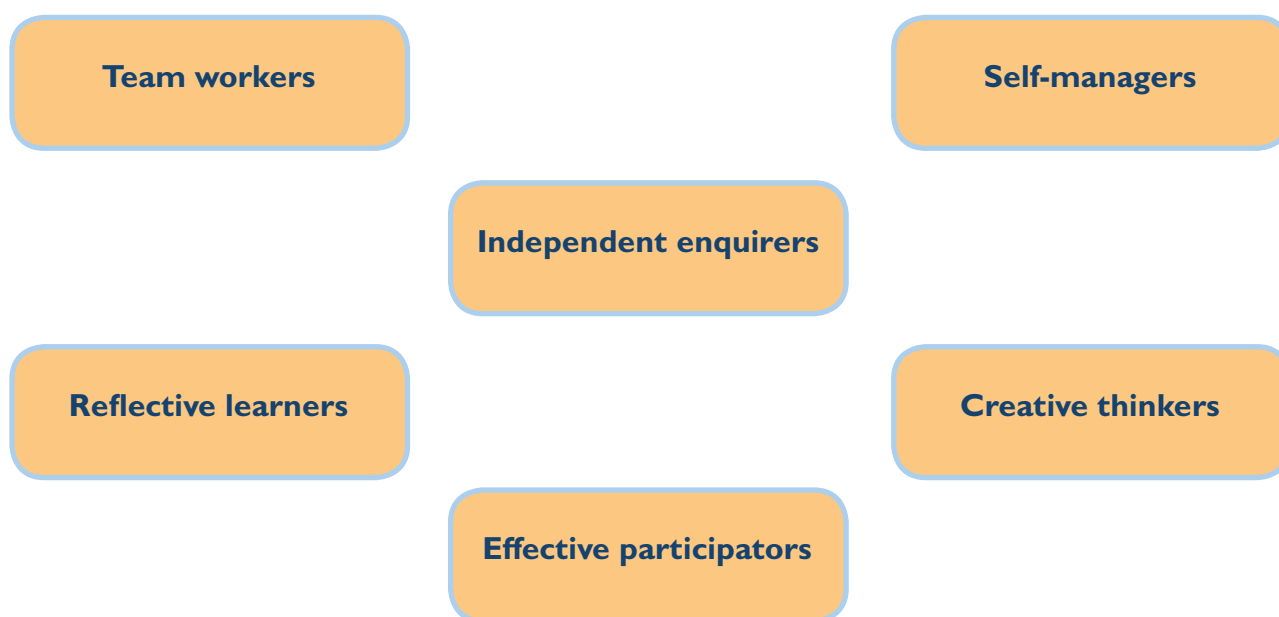 Team workers
Self-managers
Independent enquirers
Reflective learners
Creative thinkers
Effective participators